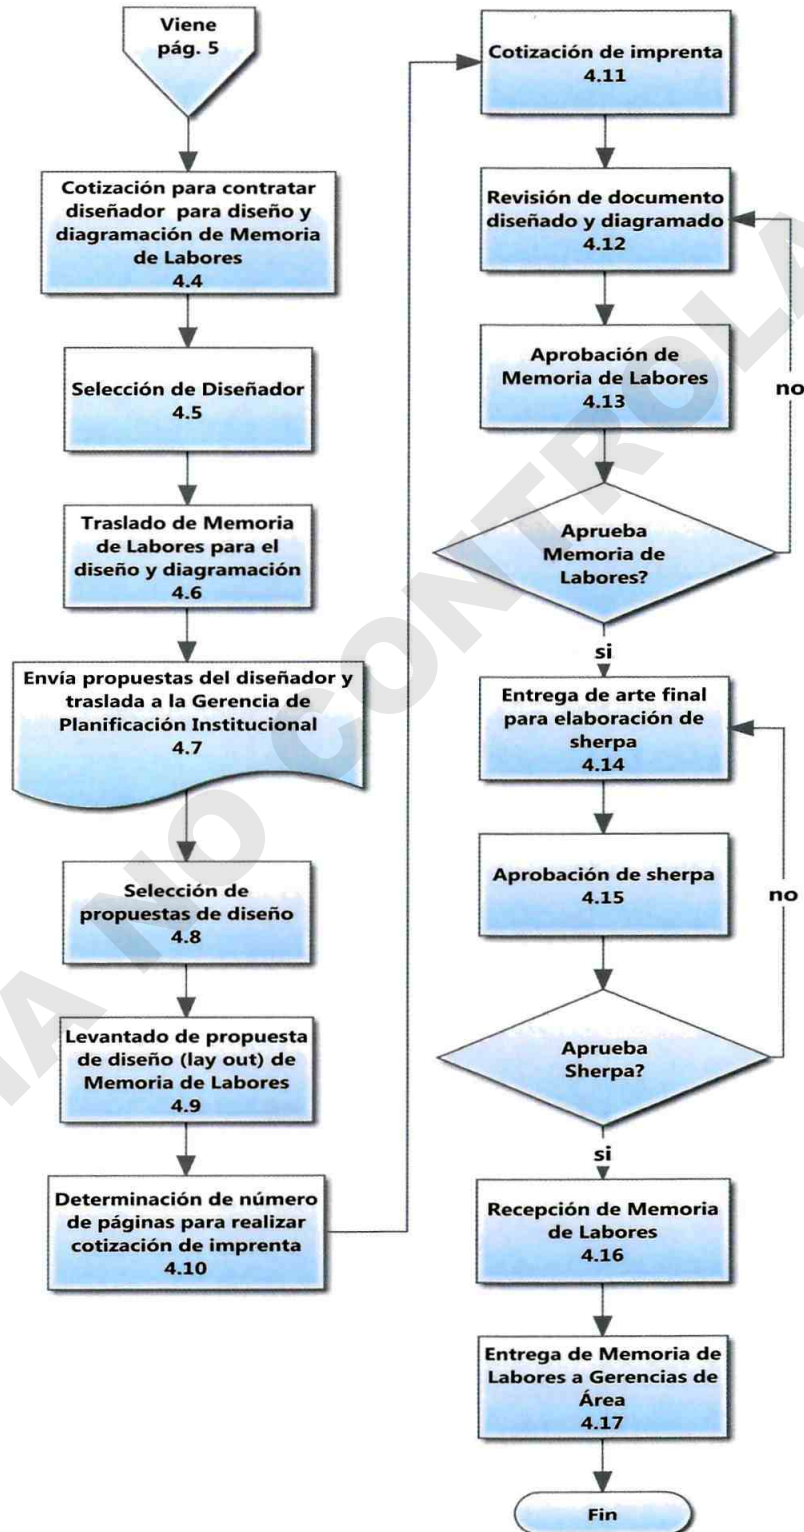 Viene
pág. 5
Cotización para contratar
diseñador para diseño y
diagramación de Memoria
de Labores
4.4
Selección de Diseñador
4.5
Traslado de Memoria
de Labores para el
diseño y diagramación
4.6
Envía propuestas del diseñador y
traslada a la Gerencia de
Planificación Institucional
4.7
Selección de
propuestas de diseño
4.8
Levantado de propuesta
de diseño (lay out) de
Memoria de Labores
4.9
Determinación de número
de páginas para realizar
cotización de imprenta
4.10
Cotización de imprenta
4.11
Revisión de documento
diseñado y diagramado
4.12
Aprobación de
Memoria de Labores
4.13
no
Aprueba
Memoria de
Labores?
si
Entrega de arte final
para elaboración de
sherpa
4.14
Aprobación de sherpa
4.15
no
Aprueba
Sherpa?
si
Recepción de Memoria
de Labores
4.16
Entrega de Memoria de
Labores a Gerencias de
Área
4.17
Fin
NO CONTROLA